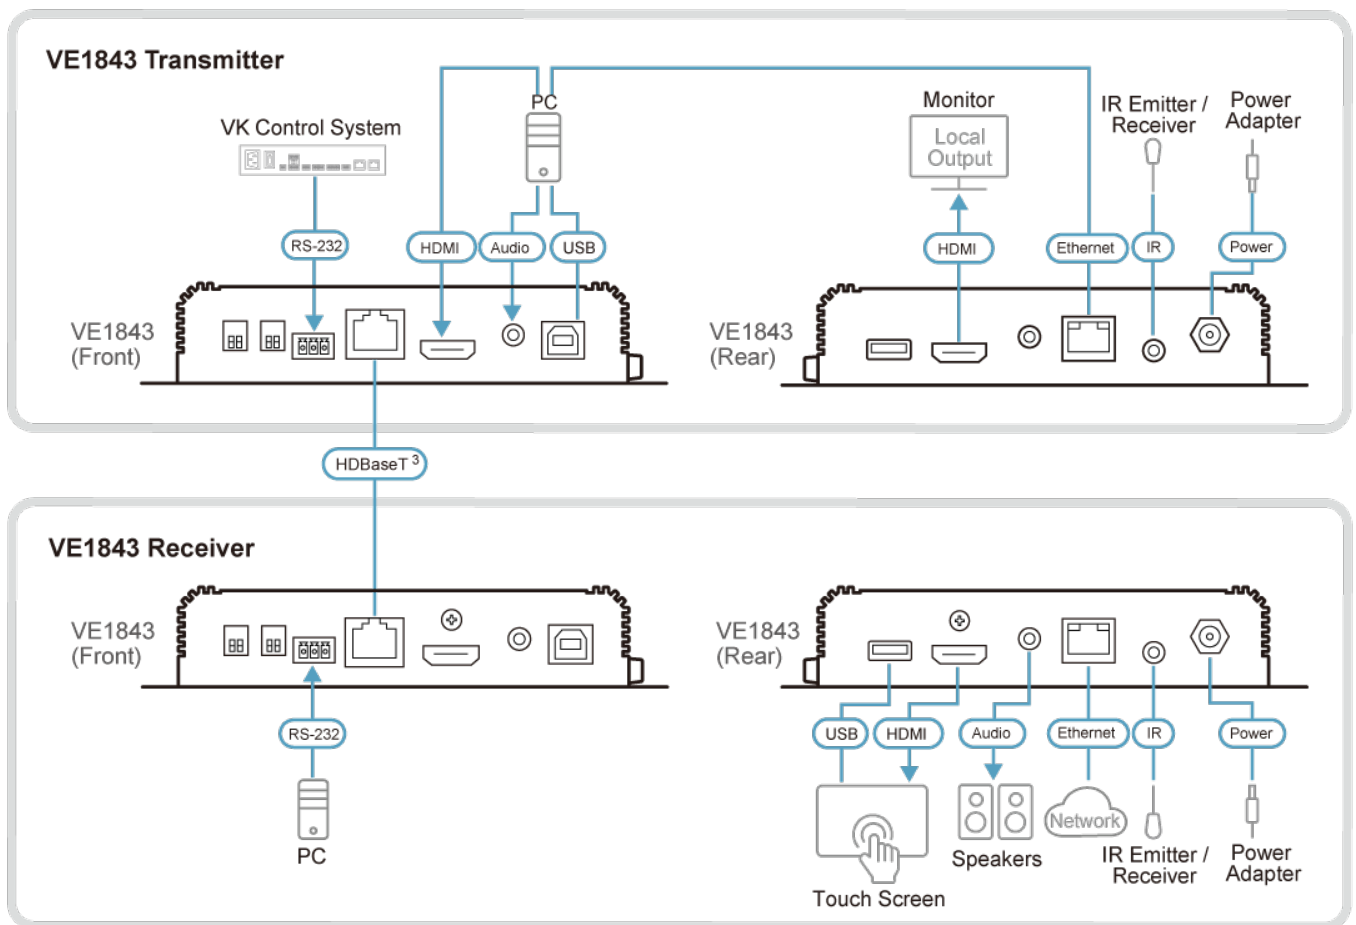 VE1843 Transmitter
VK Control System
PC
Monitor
Local
Output
IR Emitter /
Receiver
Power
Adapter
RS-232
HDMI
Audio
USB
HDMI
Ethernet
IR
Power
VE1843
(Front)
VE1843
(Rear)
HDBaseT 3
VE1843 Receiver
VE1843
(Front)
VE1843
(Rear)
RS-232
USB
HDMI
Audio
Ethernet
IR
Power
PC
Touch Screen
Speakers
Network
IR Emitter /
Receiver
Power
Adapter